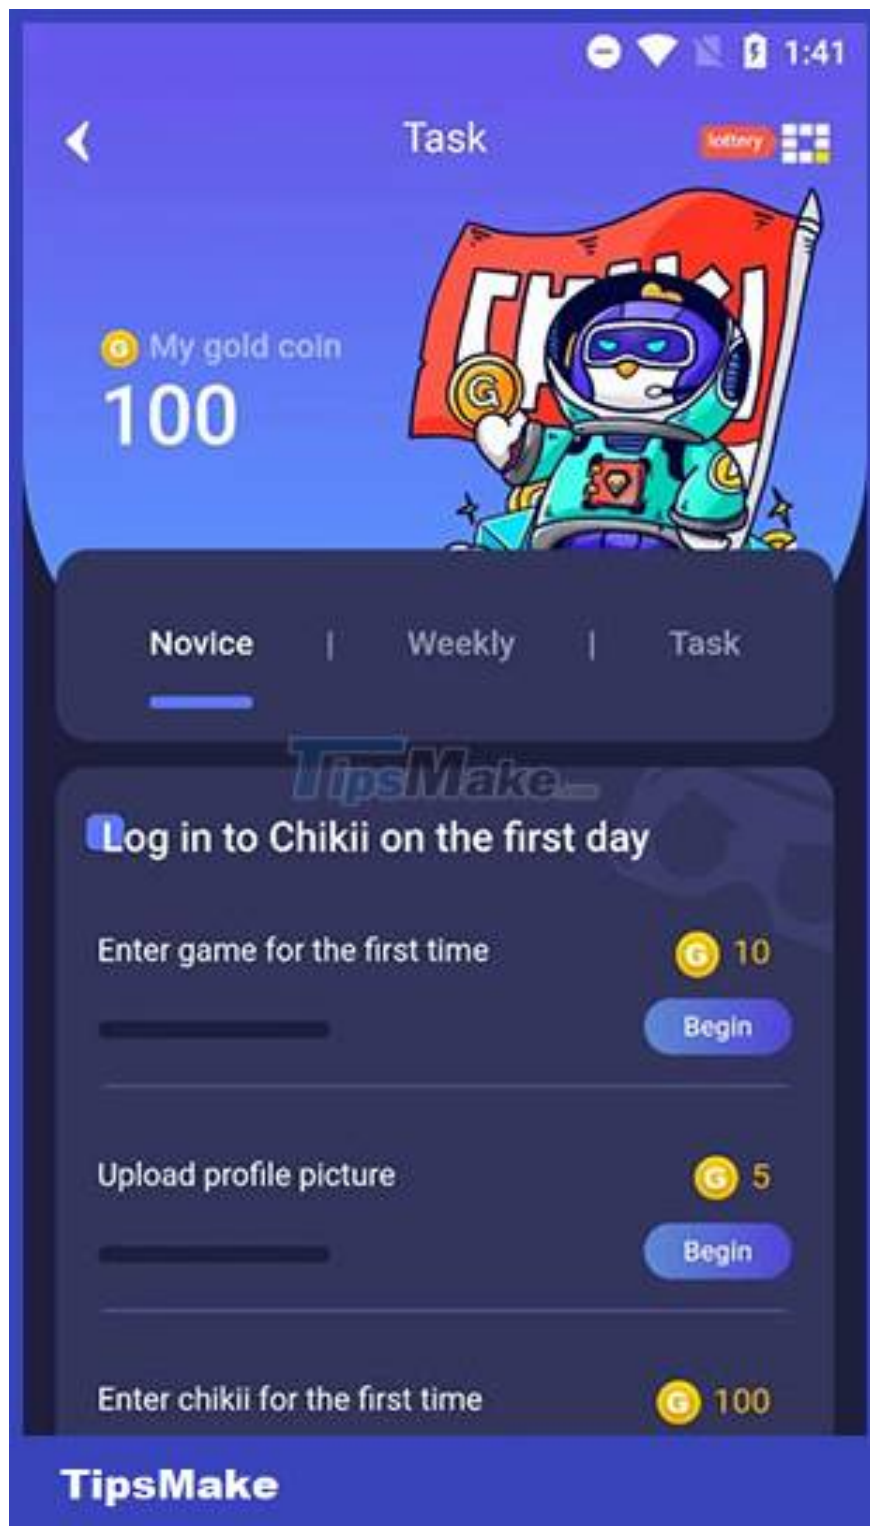 1:41
Task
lottery
CHIKII
G My gold coin
100
Novice | Weekly | Task
TipsMake.com
Log in to Chikii on the first day
Enter game for the first time
G 10
Begin
Upload profile picture
G 5
Begin
Enter chikii for the first time
G 100
TipsMake